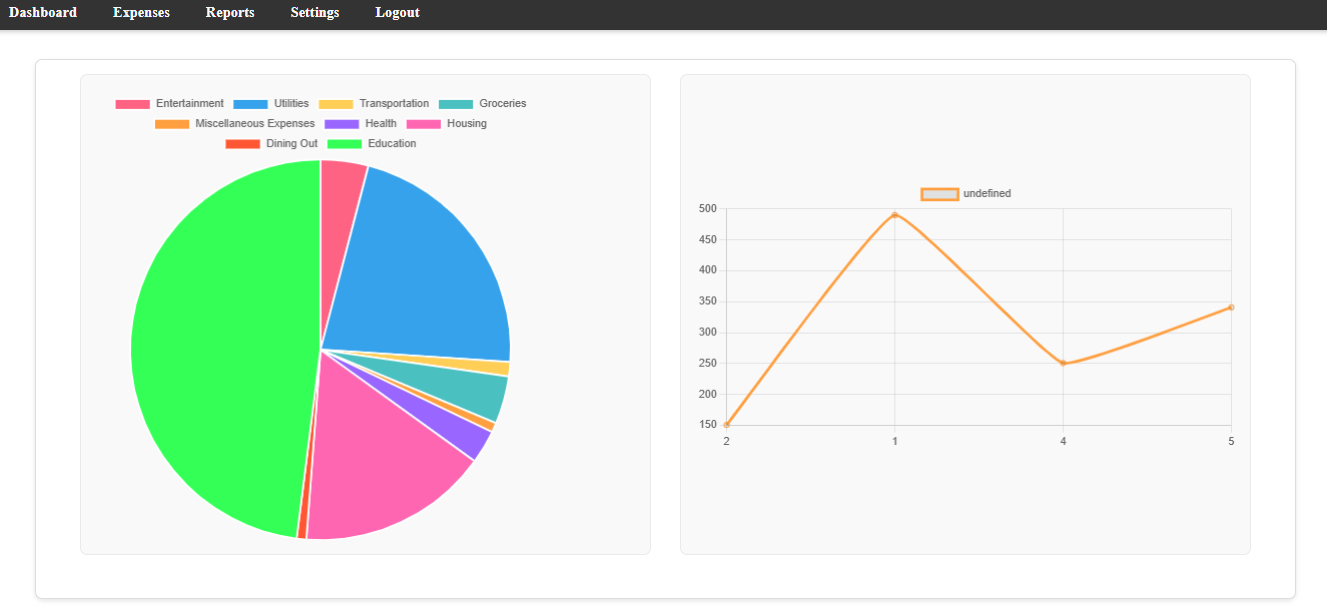 Dashboard Expenses Reports Settings Logout
Entertainment Utilities Transportation Groceries
Miscellaneous Expenses Health Housing
Dining Out Education
undefined
500
450
400
350
300
250
200
150
2 1 4 5